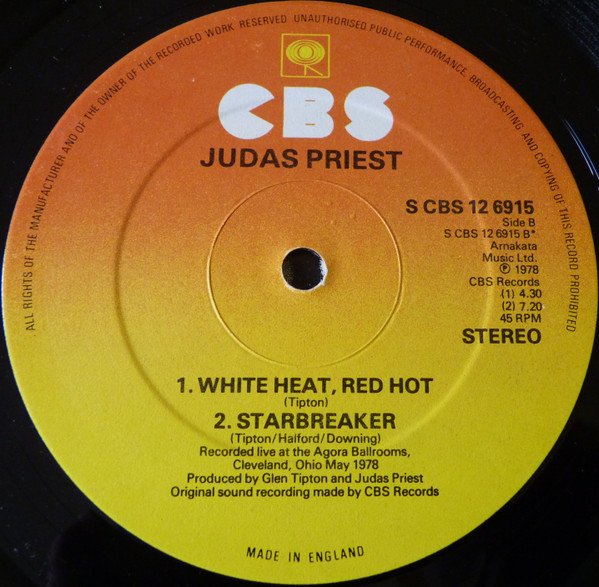 ALL RIGHTS OF THE MANUFACTURER AND OF THE OWNER OF THE RECORDED WORK RESERVED UNAUTHORISED PUBLIC PERFORMANCE, BROADCASTING AND COPYING OF THIS RECORD PROHIBITED
CBS
JUDAS PRIEST
S CBS 12 6915
Side B
S CBS 12 6915 B*
Arnakata
Music Ltd.
℗ 1978
CBS Records
(1) 4.30
(2) 7.20
45 RPM
STEREO
1. WHITE HEAT, RED HOT
(Tipton)
2. STARBREAKER
(Tipton/Halford/Downing)
Recorded live at the Agora Ballrooms,
Cleveland, Ohio May 1978
Produced by Glen Tipton and Judas Priest
Original sound recording made by CBS Records
MADE IN ENGLAND